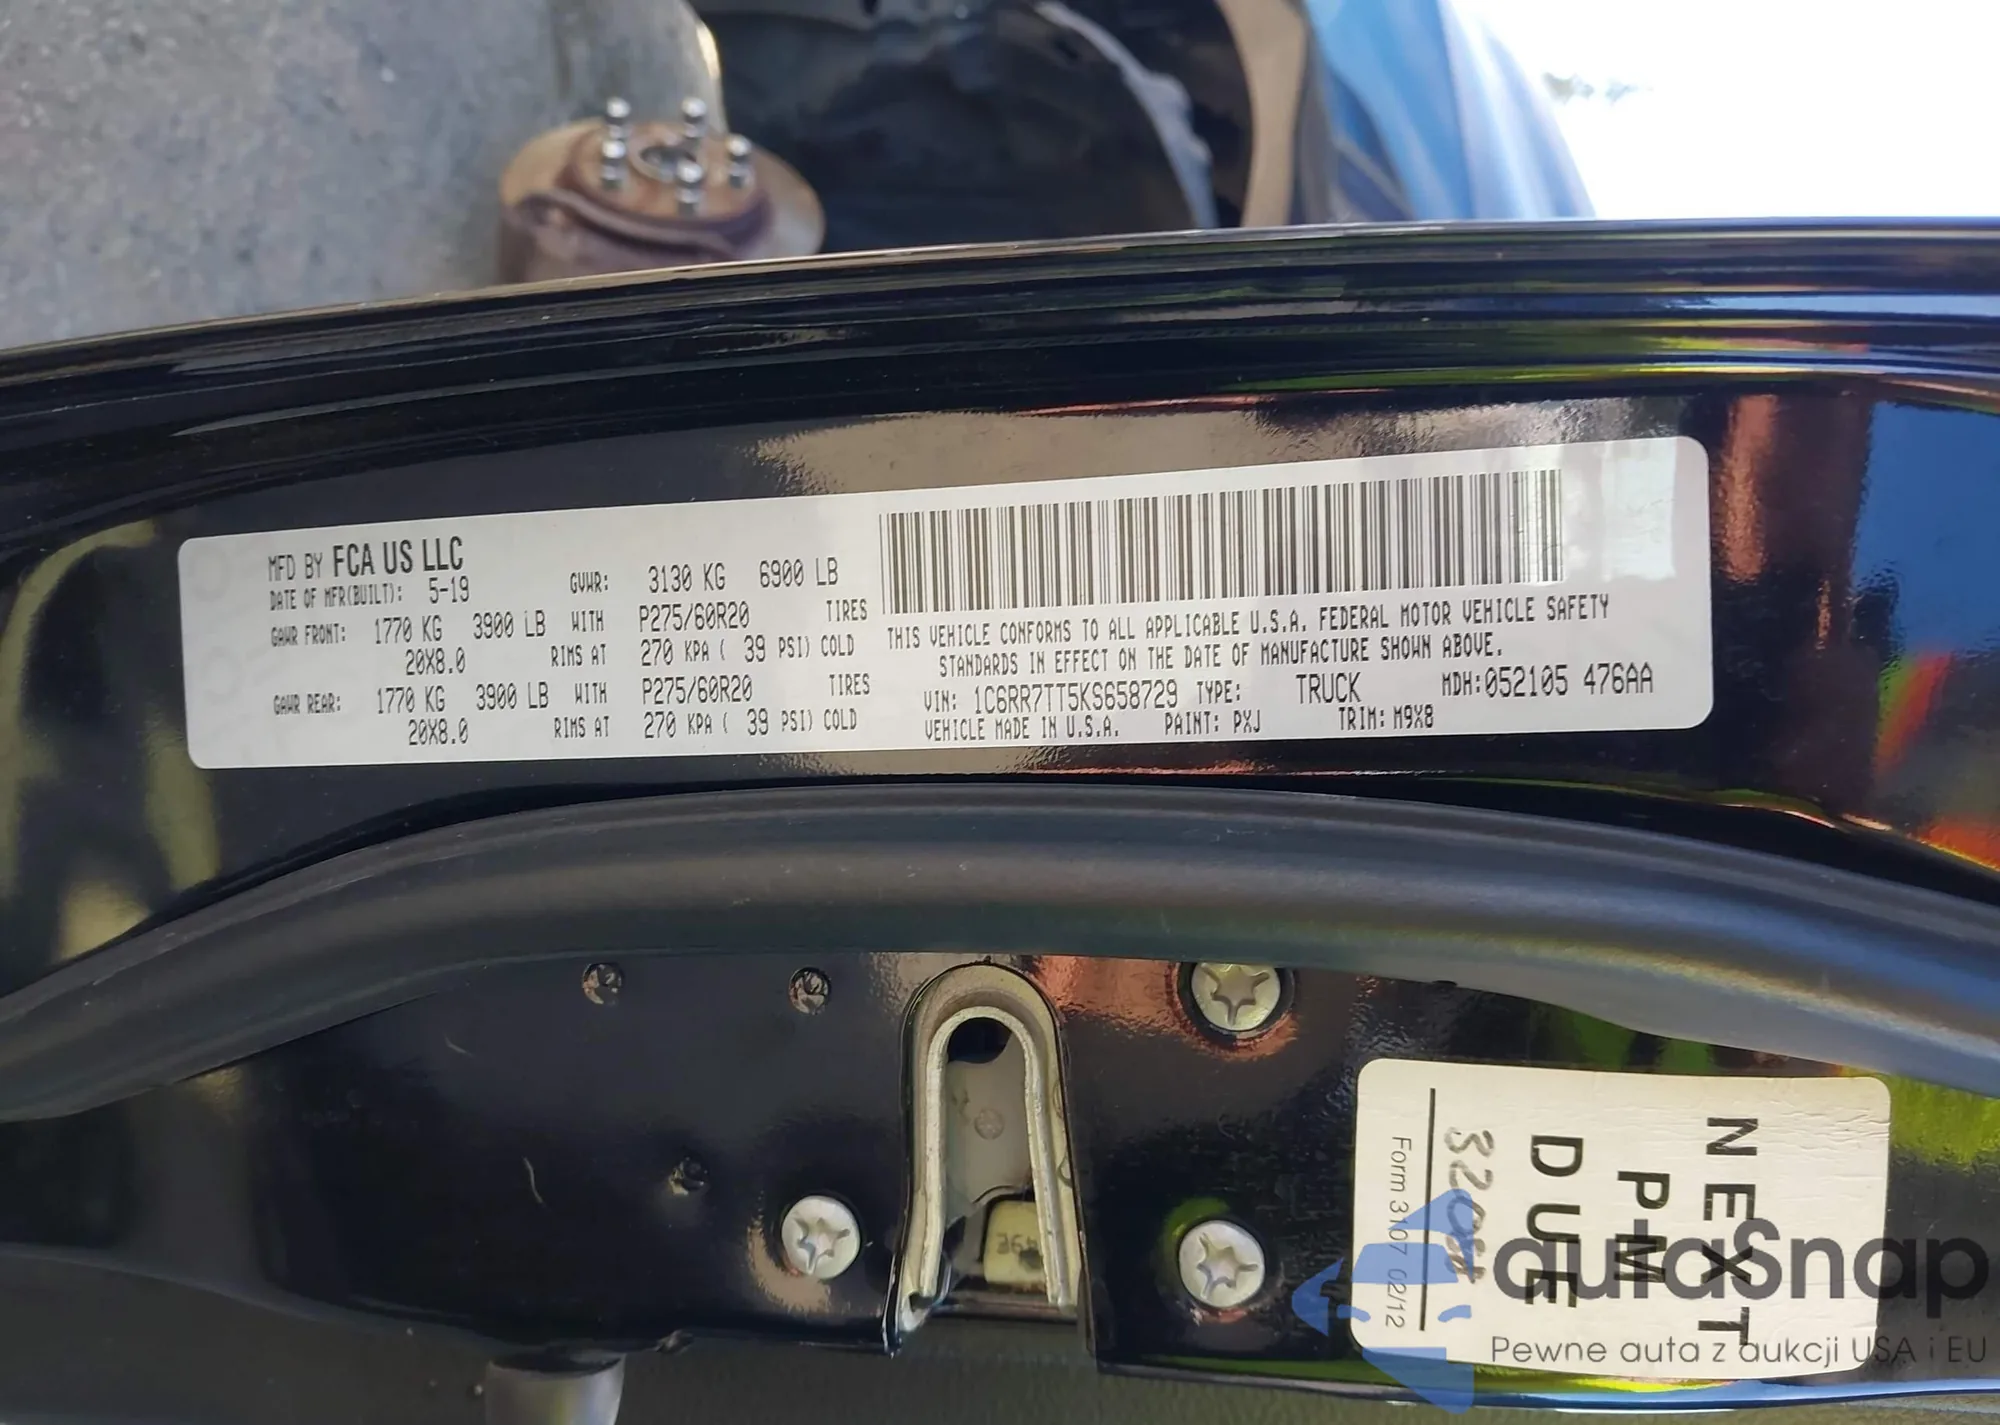 MFD BY FCA US LLC
DATE OF MFR(BUILT): 5-19 GVWR: 3130 KG 6900 LB
GAWR FRONT: 1770 KG 3900 LB WITH P275/60R20 TIRES
20X8.0 RIMS AT 270 KPA ( 39 PSI) COLD
GAWR REAR: 1770 KG 3900 LB WITH P275/60R20 TIRES
20X8.0 RIMS AT 270 KPA ( 39 PSI) COLD
THIS VEHICLE CONFORMS TO ALL APPLICABLE U.S.A. FEDERAL MOTOR VEHICLE SAFETY
STANDARDS IN EFFECT ON THE DATE OF MANUFACTURE SHOWN ABOVE.
VIN: 1C6RR7TT5KS658729 TYPE: TRUCK MDH:052105 476AA
VEHICLE MADE IN U.S.A. PAINT: PXJ TRIM: M9X8
NEXT
PM
DUE
Form 3107 02/12
autaSnap
Pewne auta z aukcji USA i EU